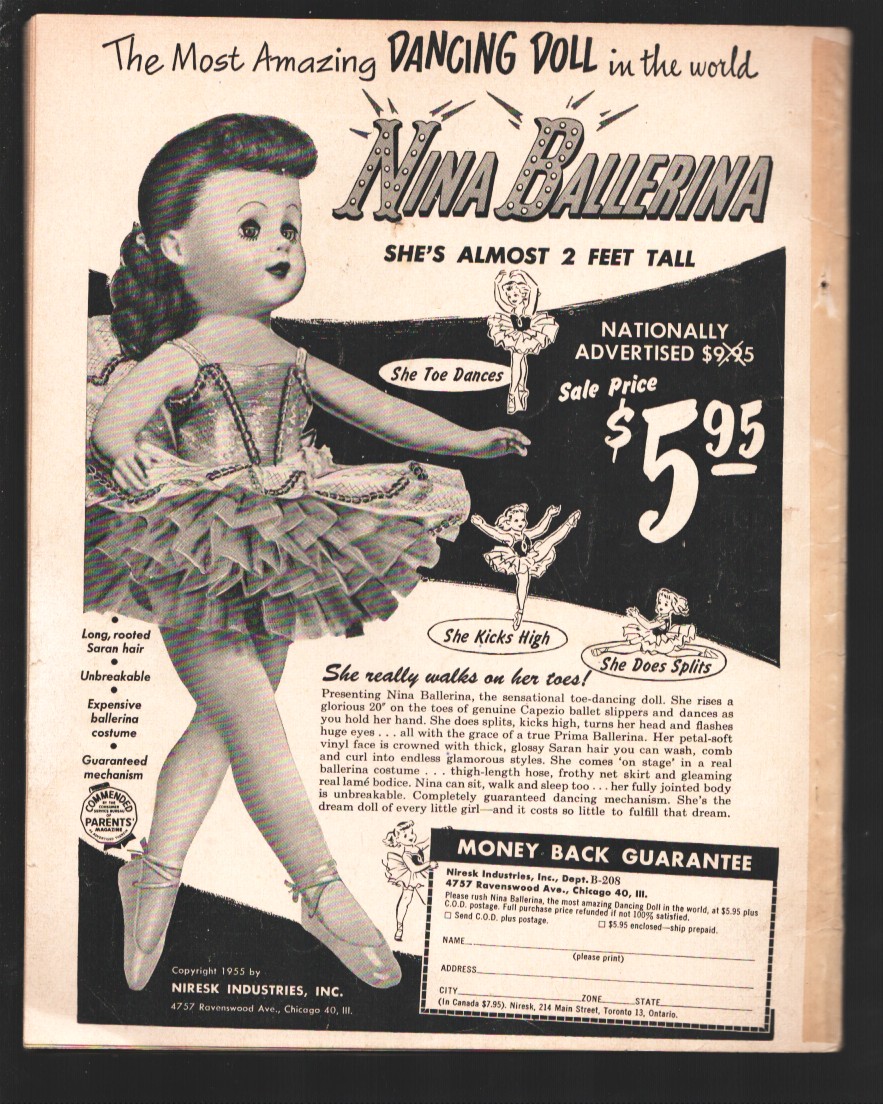 The Most Amazing DANCING DOLL in the world
NINA BALLERINA
SHE'S ALMOST 2 FEET TALL
NATIONALLY
ADVERTISED $9.95
She Toe Dances
Sale Price
$5.95
She Kicks High
She Does Splits
Long, rooted
Saran hair
Unbreakable
Expensive
ballerina
costume
Guaranteed
mechanism
COMMENDED
BY THE
CONSUMER
SERVICE BUREAU
OF
PARENTS'
MAGAZINE
She really walks on her toes!
Presenting Nina Ballerina, the sensational toe-dancing doll. She rises a
glorious 20" on the toes of genuine Capezio ballet slippers and dances as
you hold her hand. She does splits, kicks high, turns her head and flashes
huge eyes . . . all with the grace of a true Prima Ballerina. Her petal-soft
vinyl face is crowned with thick, glossy Saran hair you can wash, comb
and curl into endless glamorous styles. She comes 'on stage' in a real
ballerina costume . . . thigh-length hose, frothy net skirt and gleaming
real lamé bodice. Nina can sit, walk and sleep too . . . her fully jointed body
is unbreakable. Completely guaranteed dancing mechanism. She's the
dream doll of every little girl—and it costs so little to fulfill that dream.
MONEY BACK GUARANTEE
Niresk Industries, Inc., Dept. B-208
4757 Ravenswood Ave., Chicago 40, Ill.
Please rush Nina Ballerina, the most amazing Dancing Doll in the world, at $5.95 plus
C.O.D. postage. Full purchase price refunded if not 100% satisfied.
☐ Send C.O.D. plus postage. ☐ $5.95 enclosed—ship prepaid.
NAME
(please print)
ADDRESS
CITY ZONE STATE
(In Canada $7.95). Niresk, 214 Main Street, Toronto 13, Ontario.
Copyright 1955 by
NIRESK INDUSTRIES, INC.
4757 Ravenswood Ave., Chicago 40, Ill.